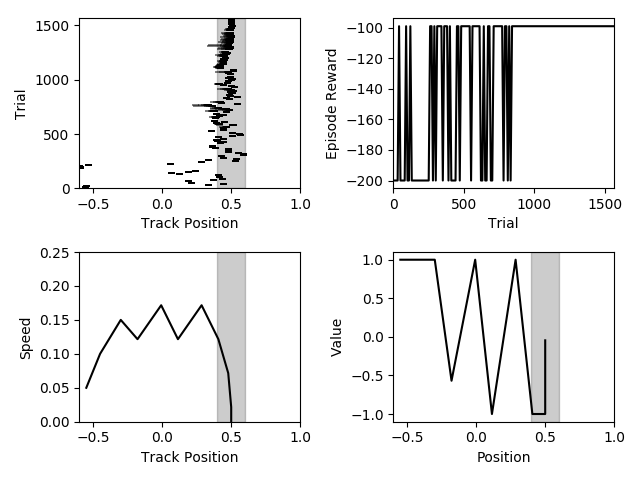 1500
1000
500
0
Trial
−0.5 0.0 0.5 1.0
Track Position
−100
−120
−140
−160
−180
−200
Episode Reward
0 500 1000 1500
Trial
0.25
0.20
0.15
0.10
0.05
0.00
Speed
−0.5 0.0 0.5 1.0
Track Position
1.0
0.5
0.0
−0.5
−1.0
Value
−0.5 0.0 0.5 1.0
Position